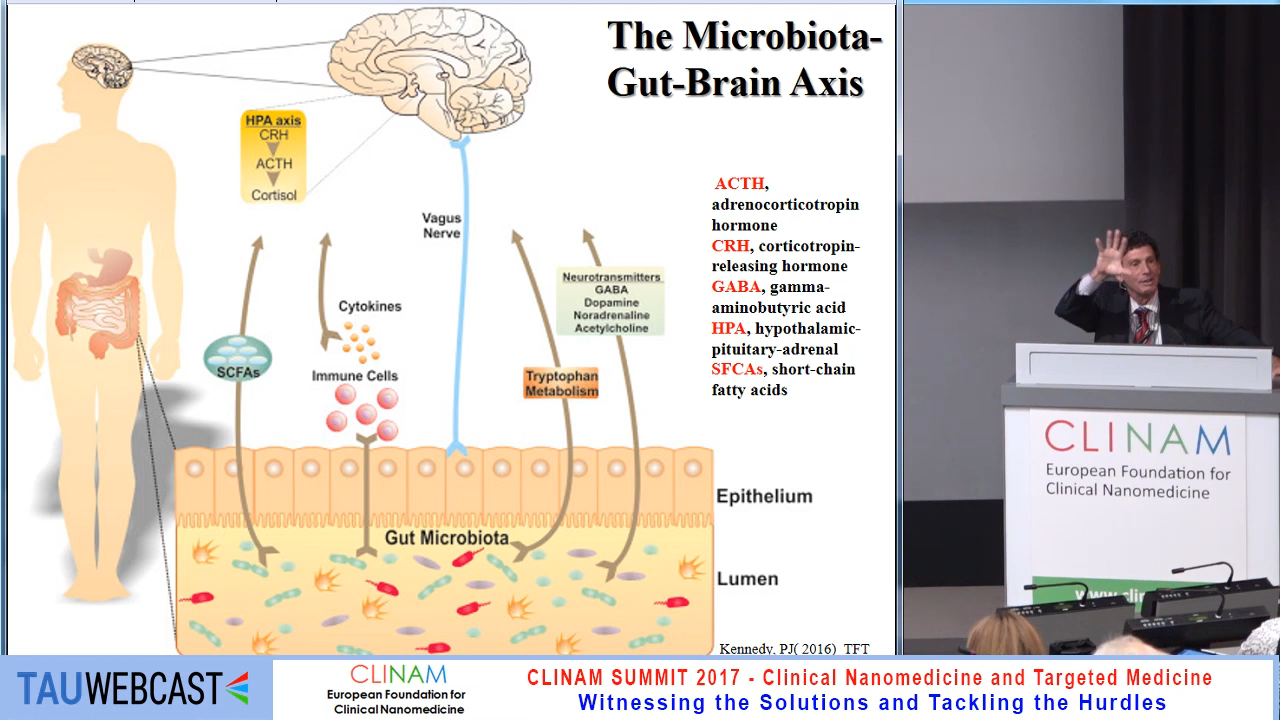 The Microbiota-
Gut-Brain Axis
HPA axis
CRH
ACTH
Cortisol
Vagus
Nerve
Cytokines
Immune Cells
SCFAs
Neurotransmitters
GABA
Dopamine
Noradrenaline
Acetylcholine
Tryptophan
Metabolism
ACTH,
adrenocorticotropin
hormone
CRH, corticotropin-
releasing hormone
GABA, gamma-
aminobutyric acid
HPA, hypothalamic-
pituitary-adrenal
SFCAs, short-chain
fatty acids
Epithelium
Gut Microbiota
Lumen
Kennedy, PJ( 2016) TFT
CLINAM
European Foundation for
Clinical Nanomedicine
TAUWEBCAST
CLINAM
European Foundation for
Clinical Nanomedicine
CLINAM SUMMIT 2017 - Clinical Nanomedicine and Targeted Medicine
Witnessing the Solutions and Tackling the Hurdles